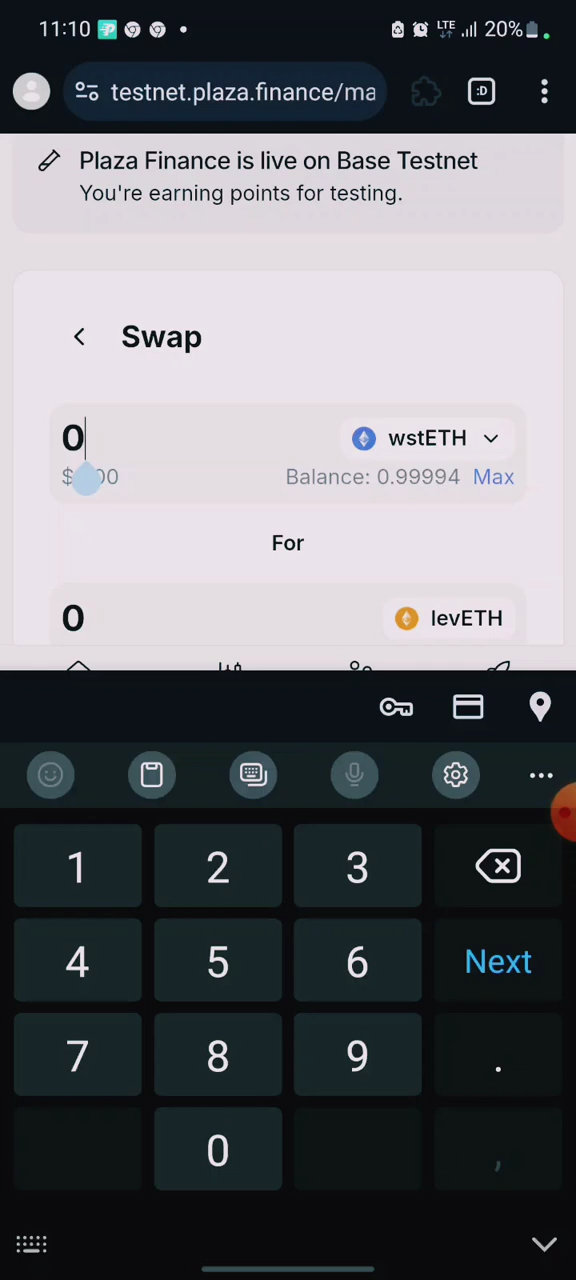 11:10
LTE 20%
testnet.plaza.finance/ma
:D
Plaza Finance is live on Base Testnet
You're earning points for testing.
Swap
0 wstETH
Balance: 0.99994 Max
For
0 levETH
1 2 3
4 5 6 Next
7 8 9 .
0 ,